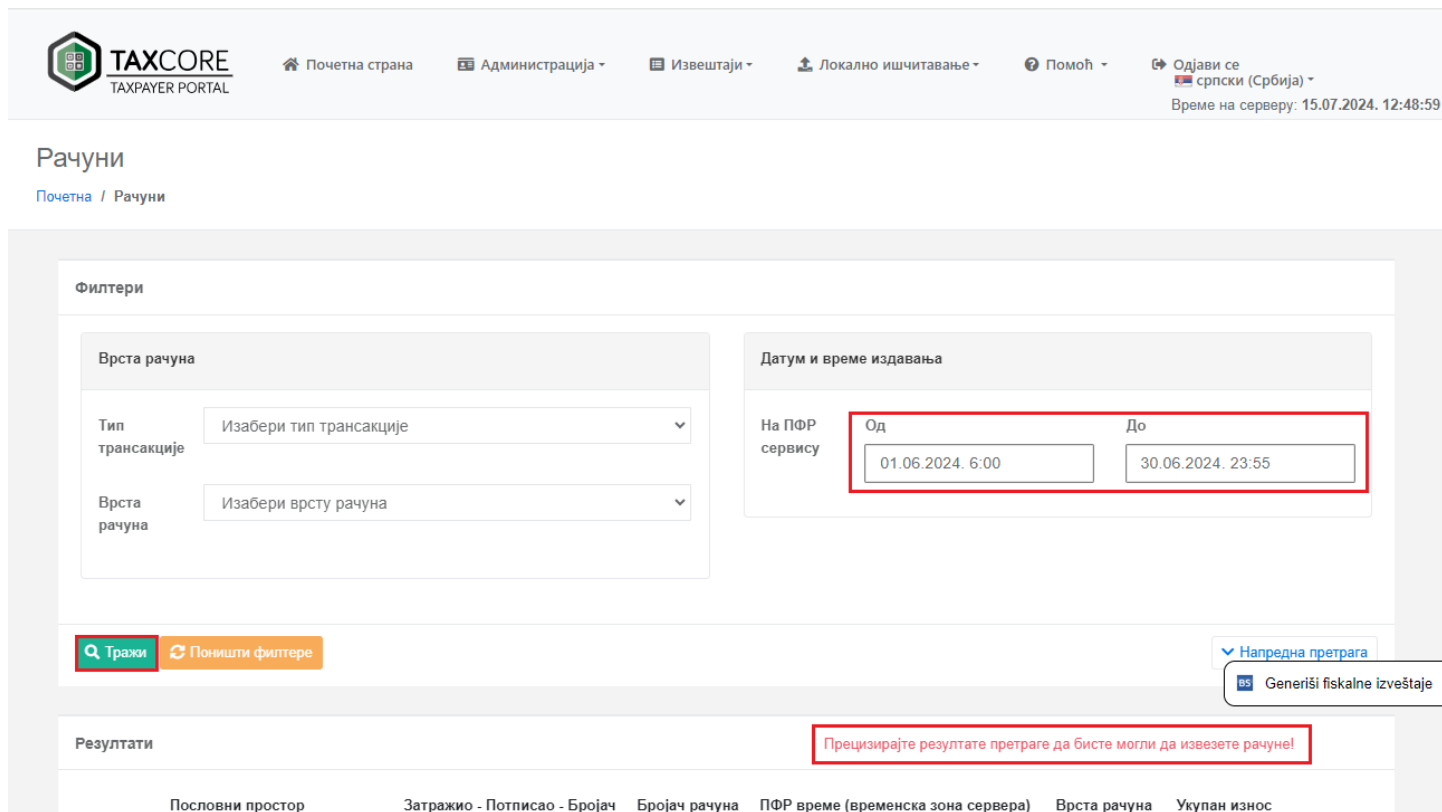 TAXCORE
TAXPAYER PORTAL
Почетна страна
Администрација
Извештаји
Локално ишчитавање
Помоћ
Одјави се
српски (Србија)
Време на серверу: 15.07.2024. 12:48:59
Рачуни
Почетна / Рачуни
Филтери
Врста рачуна
Тип трансакције
Изабери тип трансакције
Врста рачуна
Изабери врсту рачуна
Датум и време издавања
На ПФР сервису
Од
До
01.06.2024. 6:00
30.06.2024. 23:55
Тражи
Поништи филтере
Напредна претрага
BS Generiši fiskalne izveštaje
Резултати
Прецизирајте резултате претраге да бисте могли да извезете рачуне!
Пословни простор
Затражио - Потписао - Бројач
Бројач рачуна
ПФР време (временска зона сервера)
Врста рачуна
Укупан износ